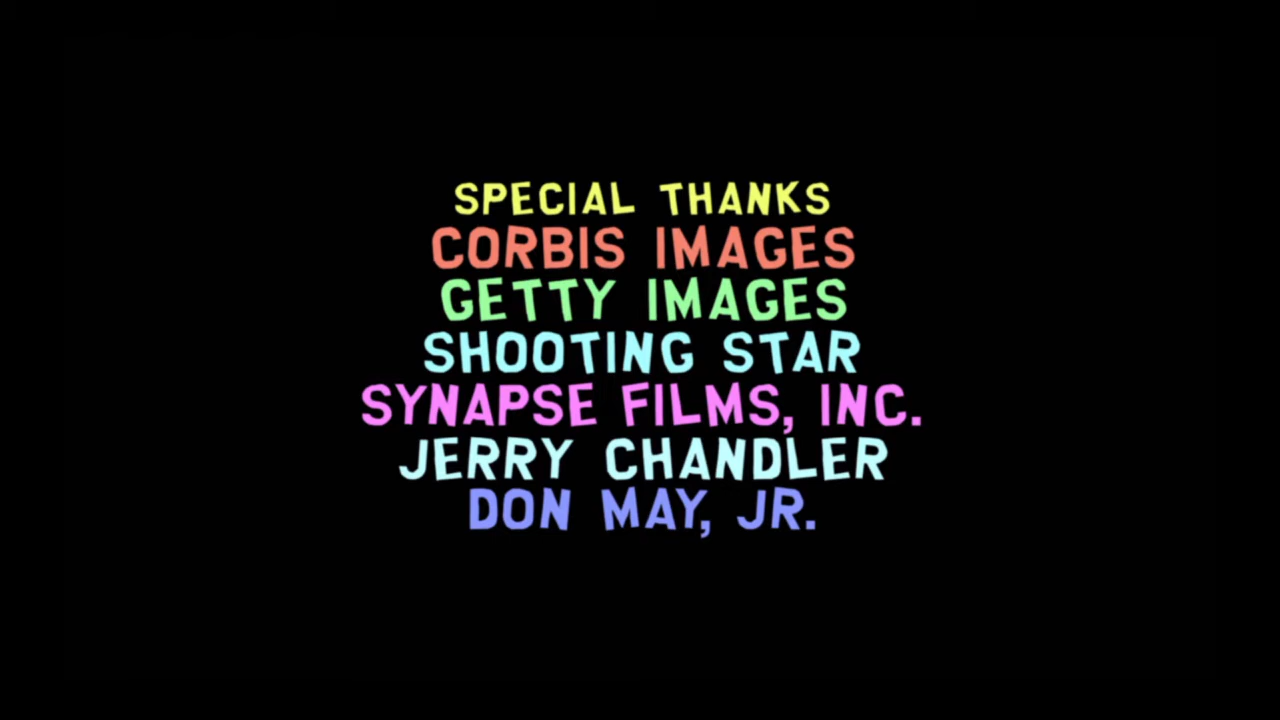 SPECIAL THANKS
CORBIS IMAGES
GETTY IMAGES
SHOOTING STAR
SYNAPSE FILMS, INC.
JERRY CHANDLER
DON MAY, JR.